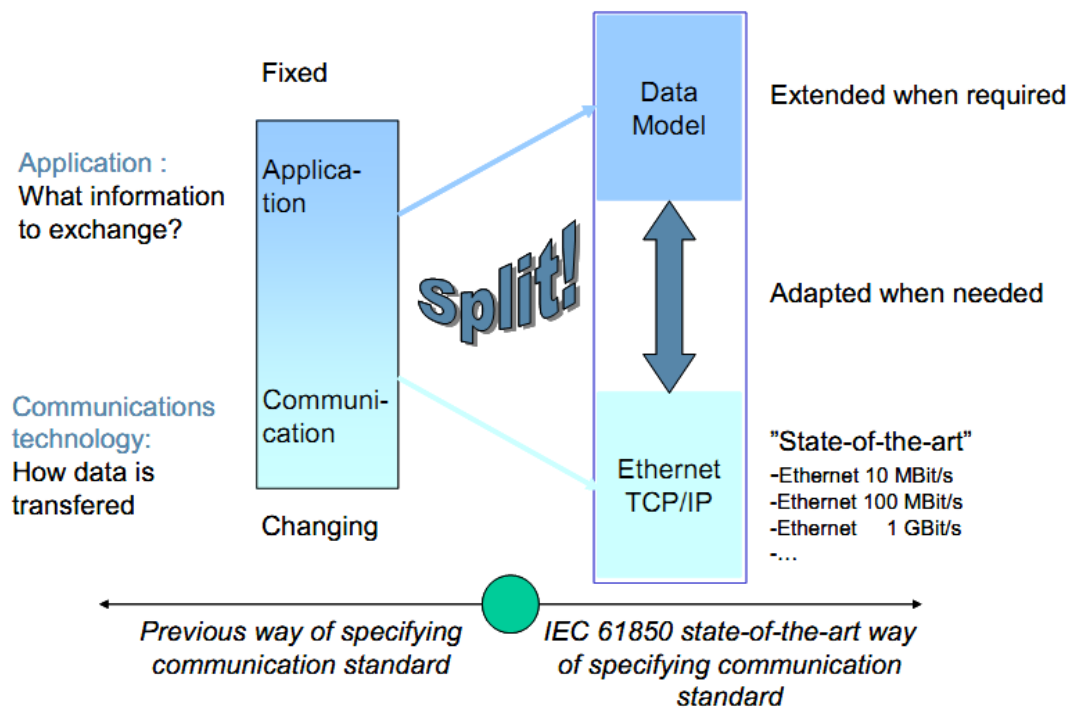 Fixed
Application :
What information
to exchange?
Applica-
tion
Communications
technology:
How data is
transfered
Communi-
cation
Changing
Split!
Data
Model
Extended when required
Adapted when needed
Ethernet
TCP/IP
”State-of-the-art”
-Ethernet 10 MBit/s
-Ethernet 100 MBit/s
-Ethernet    1 GBit/s
-...
Previous way of specifying
communication standard
IEC 61850 state-of-the-art way
of specifying communication
standard